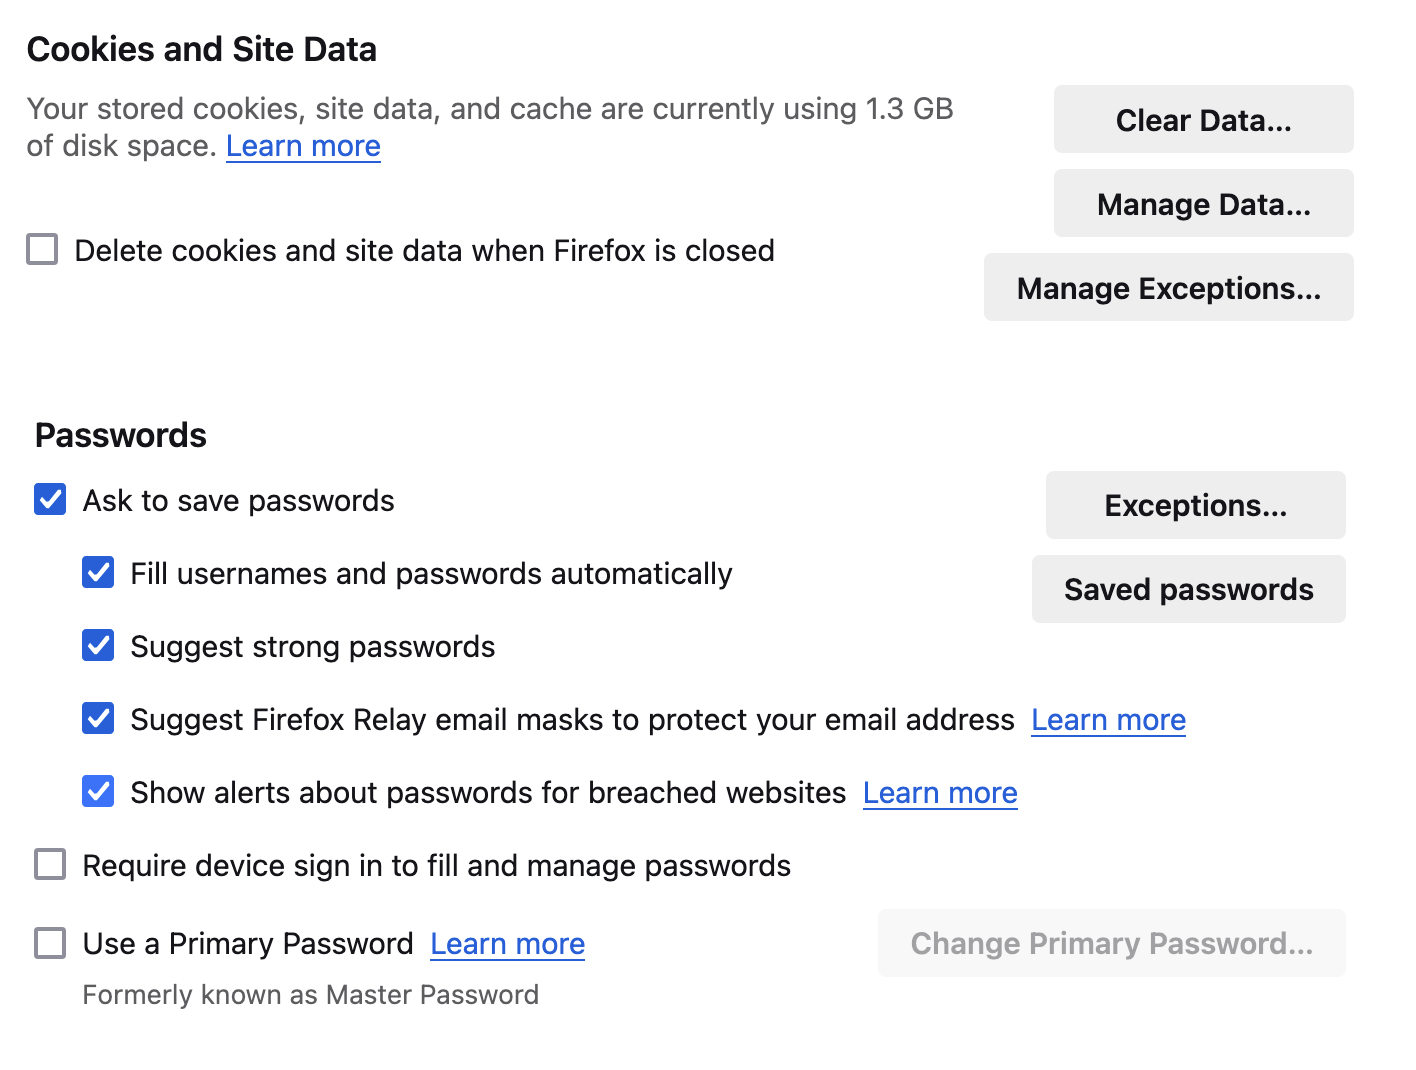 Cookies and Site Data
Your stored cookies, site data, and cache are currently using 1.3 GB
of disk space. Learn more
Clear Data...
Manage Data...
Delete cookies and site data when Firefox is closed
Manage Exceptions...
Passwords
Ask to save passwords
Exceptions...
Fill usernames and passwords automatically
Saved passwords
Suggest strong passwords
Suggest Firefox Relay email masks to protect your email address Learn more
Show alerts about passwords for breached websites Learn more
Require device sign in to fill and manage passwords
Use a Primary Password Learn more
Change Primary Password...
Formerly known as Master Password